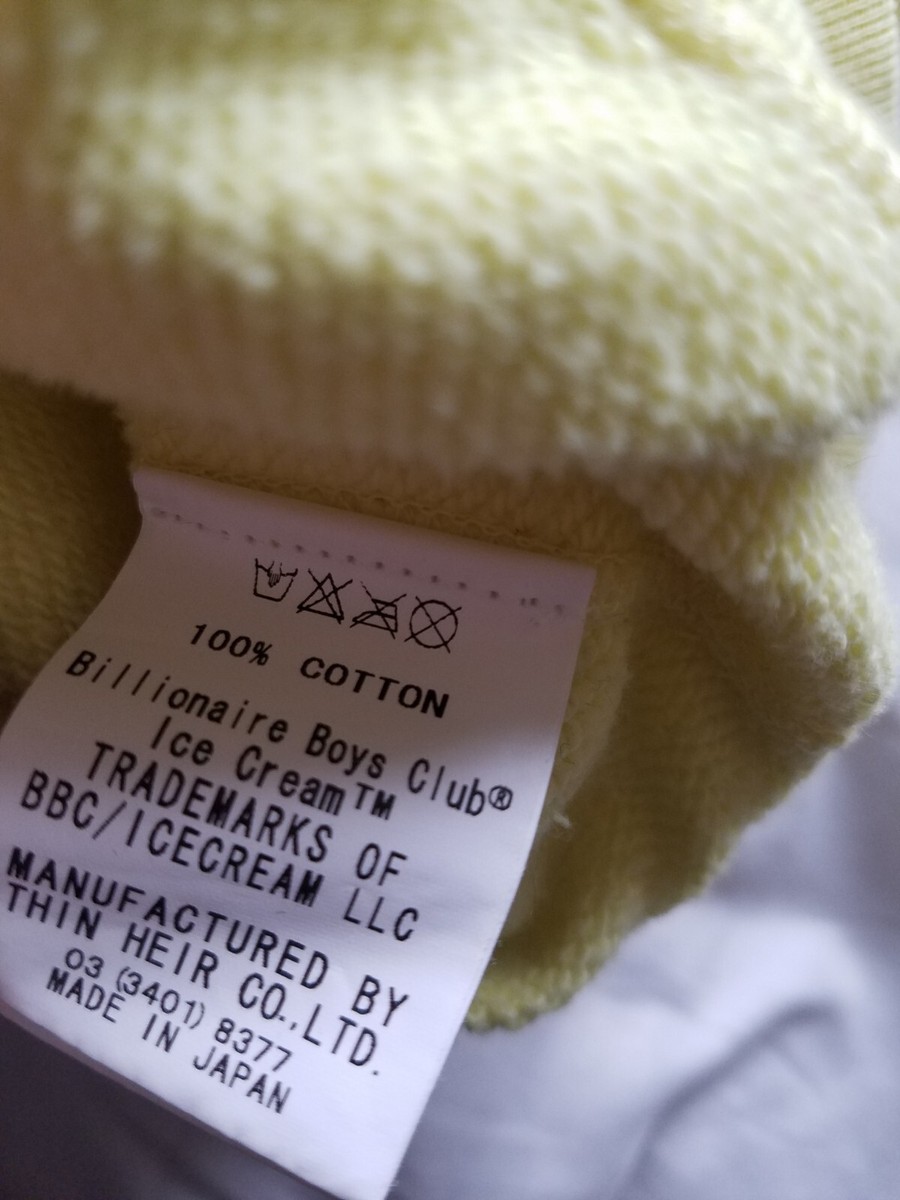 100% COTTON
Billionaire Boys Club®
Ice Cream™
TRADEMARKS OF
BBC/ICECREAM LLC
MANUFACTURED BY
THIN HEIR CO.,LTD.
03 (3401) 8377
MADE IN JAPAN